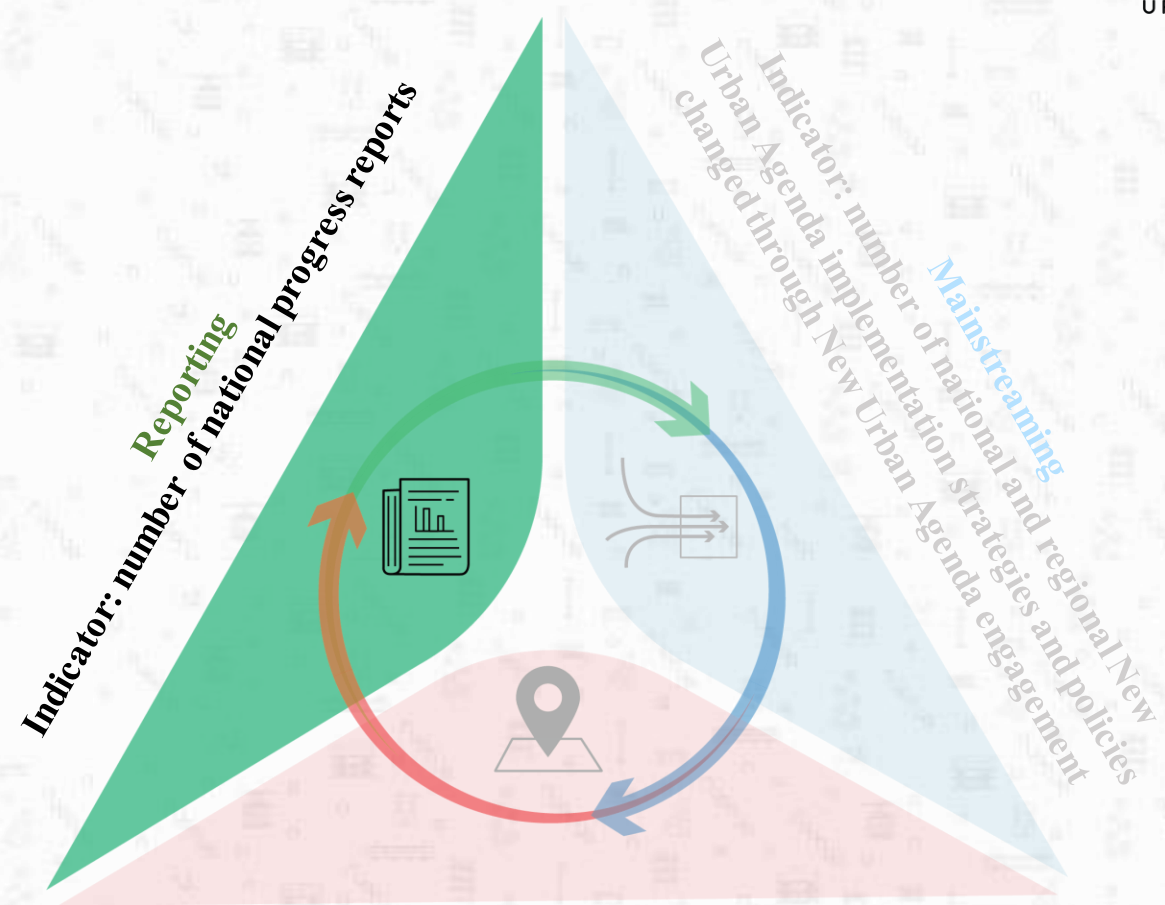 Reporting
Indicator: number of national progress reports
Mainstreaming
Indicator: number of national and regional New
Urban Agenda implementation strategies and policies
changed through New Urban Agenda engagement